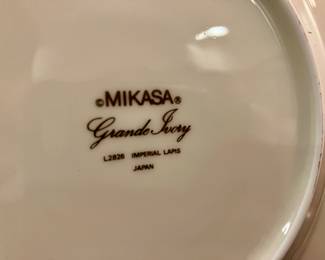 ©MIKASA®
Grande Ivory
L2826 IMPERIAL LAPIS
JAPAN